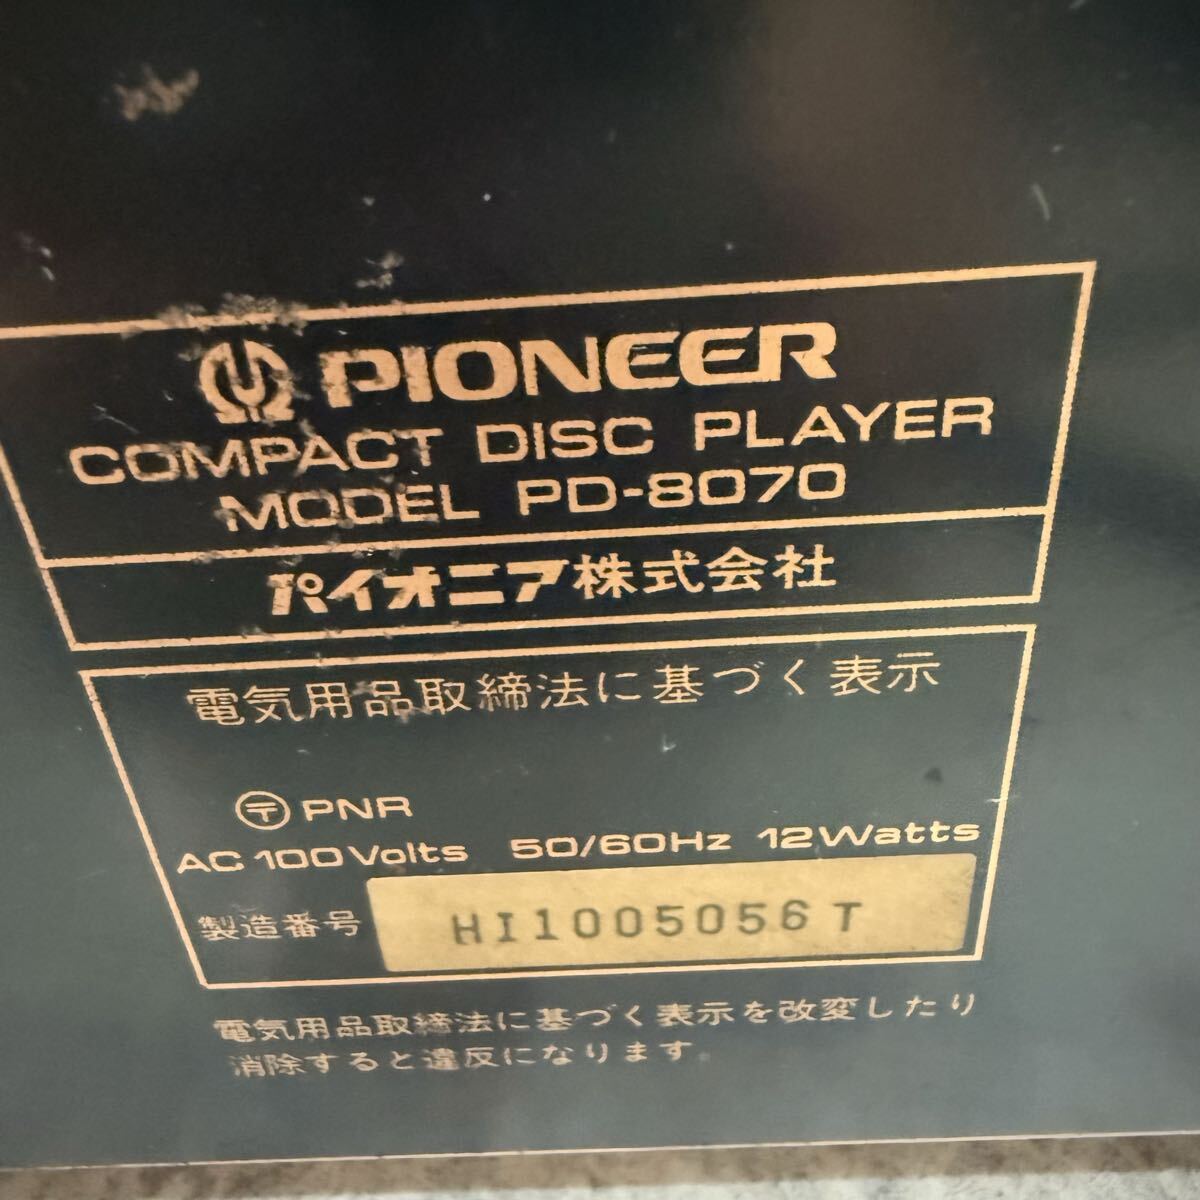 PIONEER
COMPACT DISC PLAYER
MODEL PD-8070
パイオニア株式会社
電気用品取締法に基づく表示
〒 PNR
AC 100 Volts 50/60Hz 12Watts
製造番号 HI1005056T
電気用品取締法に基づく表示を改変したり
消除すると違反になります。